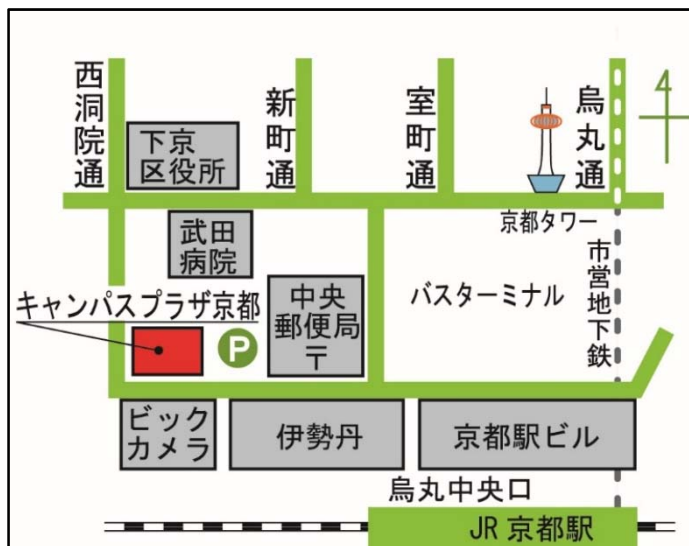 西洞院通
新町通
室町通
烏丸通
4
下京
区役所
京都タワー
武田
病院
市営地下鉄
キャンパスプラザ京都
中央
郵便局
〒
バスターミナル
P
ビック
カメラ
伊勢丹
京都駅ビル
烏丸中央口
JR京都駅